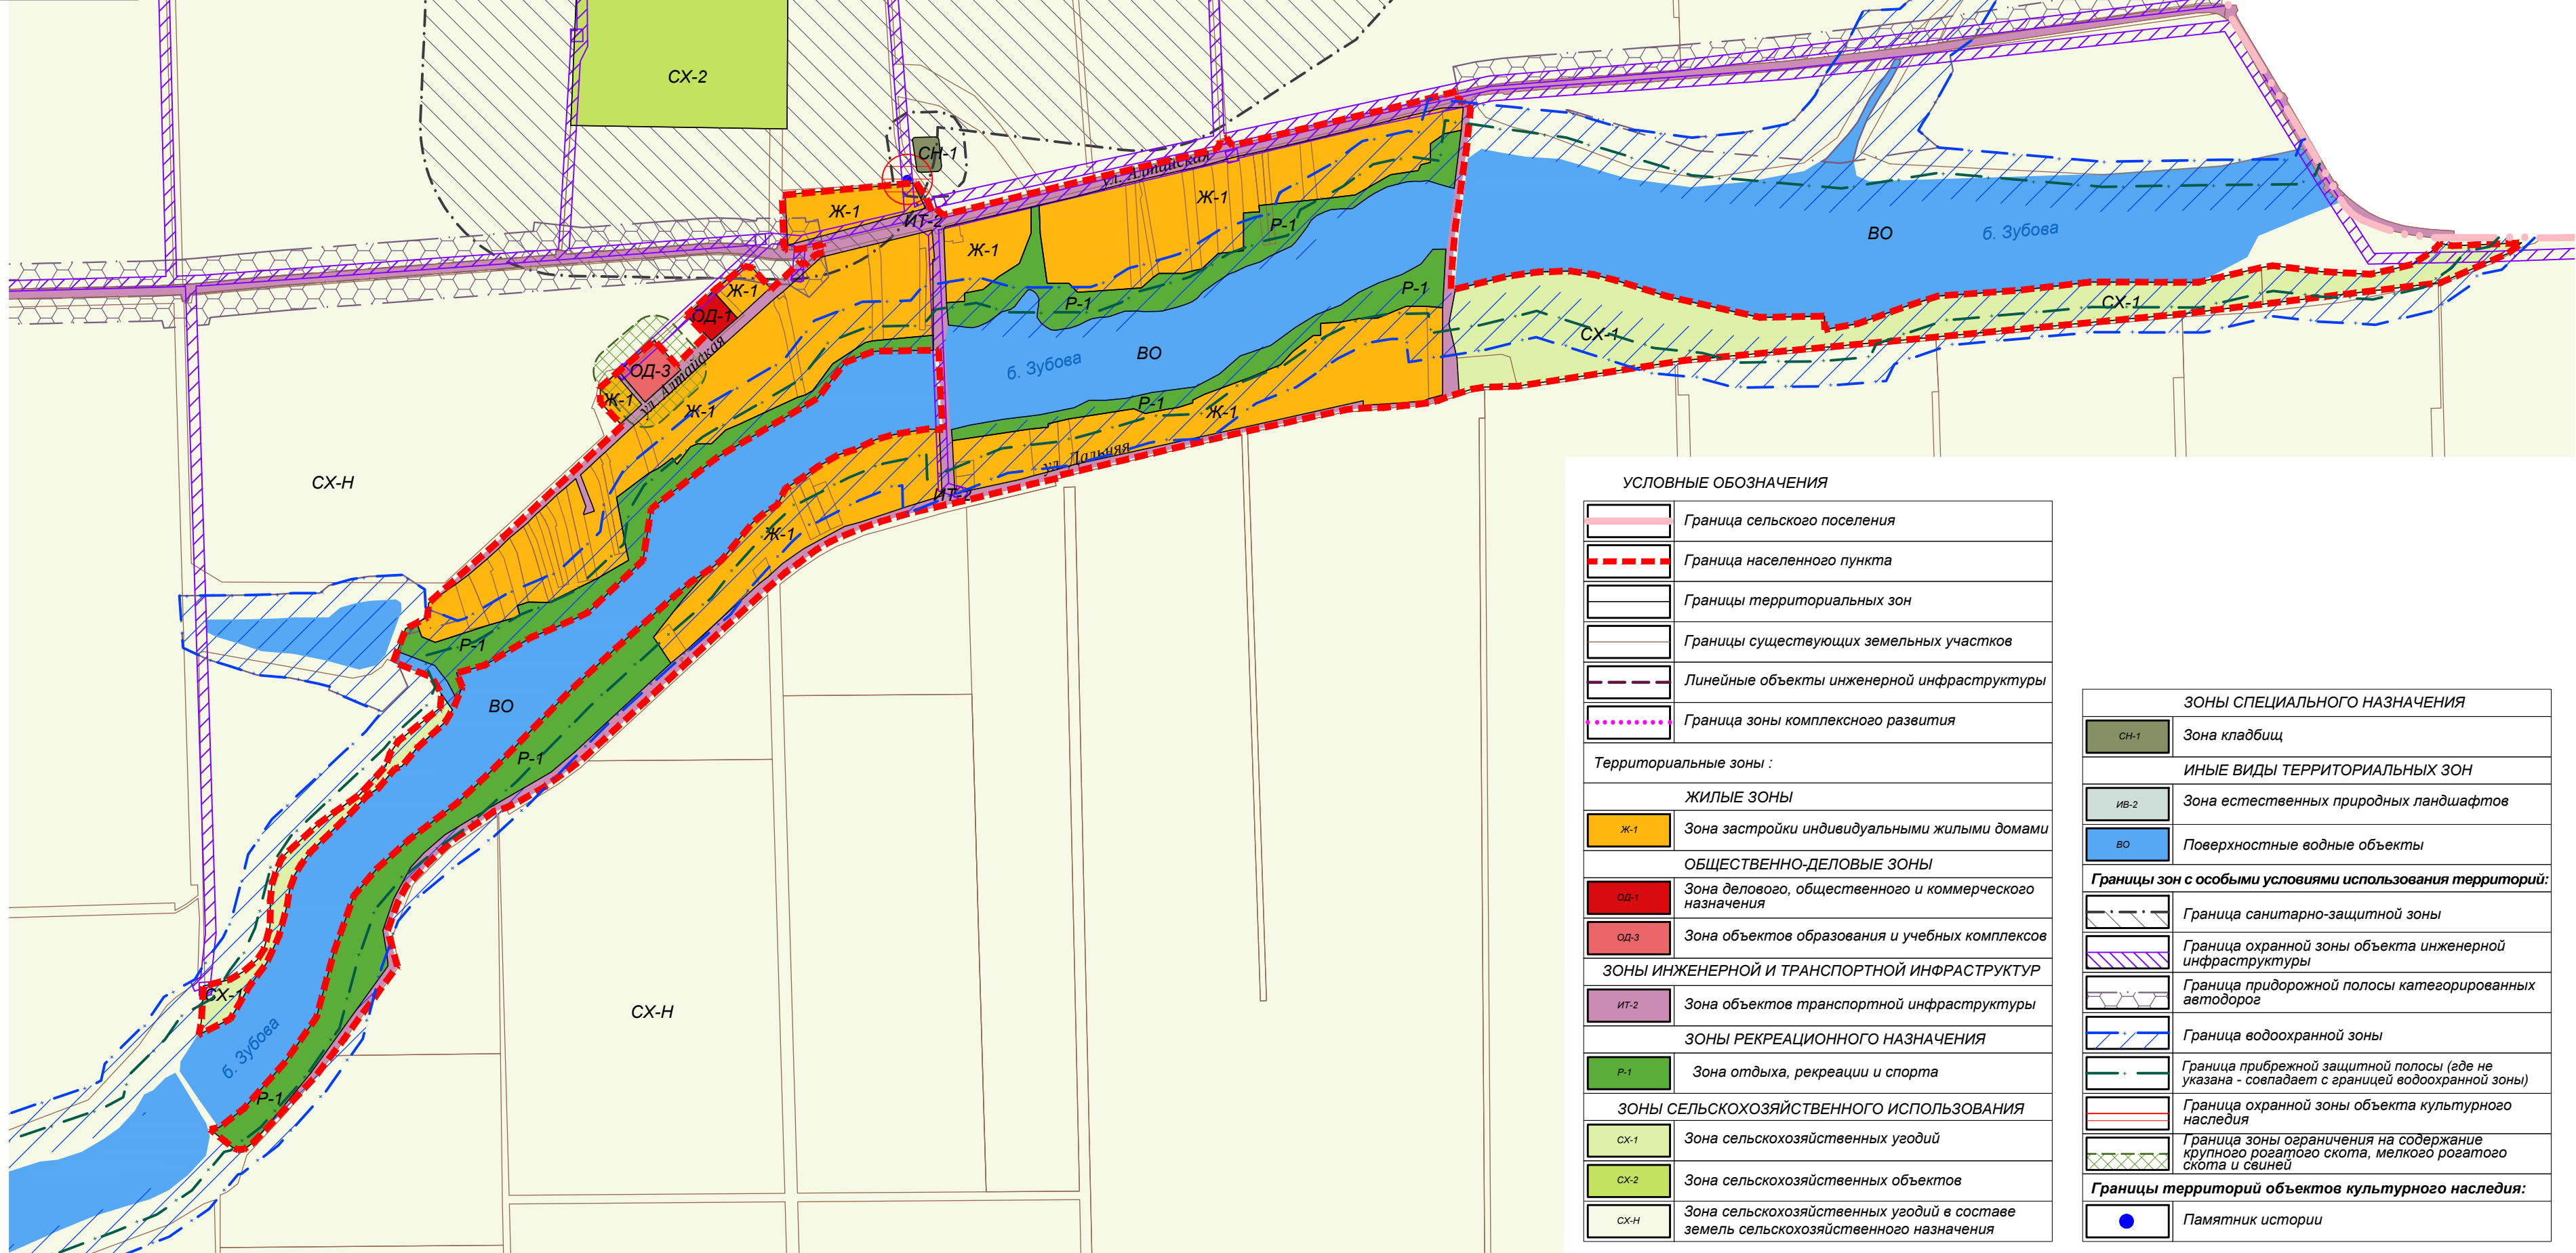 СХ-2
СН-1
ул. Алтайская
Ж-1
Ж-1
ИТ-2
Р-1
ВО
б. Зубова
Ж-1
Ж-1
Р-1
Р-1
СХ-1
ОД-1
СХ-1
ВО
б. Зубова
ОД-3
ул. Алтайская
Ж-1
Ж-1
Р-1
Ж-1
ул. Дальняя
СХ-Н
ИТ-2
Ж-1
Р-1
ВО
Р-1
СХ-1
СХ-Н
б. Зубова
Р-1
УСЛОВНЫЕ ОБОЗНАЧЕНИЯ
Граница сельского поселения
Граница населенного пункта
Границы территориальных зон
Границы существующих земельных участков
Линейные объекты инженерной инфраструктуры
Граница зоны комплексного развития
Территориальные зоны :
ЖИЛЫЕ ЗОНЫ
Ж-1 Зона застройки индивидуальными жилыми домами
ОБЩЕСТВЕННО-ДЕЛОВЫЕ ЗОНЫ
ОД-1 Зона делового, общественного и коммерческого
назначения
ОД-3 Зона объектов образования и учебных комплексов
ЗОНЫ ИНЖЕНЕРНОЙ И ТРАНСПОРТНОЙ ИНФРАСТРУКТУР
ИТ-2 Зона объектов транспортной инфраструктуры
ЗОНЫ РЕКРЕАЦИОННОГО НАЗНАЧЕНИЯ
Р-1 Зона отдыха, рекреации и спорта
ЗОНЫ СЕЛЬСКОХОЗЯЙСТВЕННОГО ИСПОЛЬЗОВАНИЯ
СХ-1 Зона сельскохозяйственных угодий
СХ-2 Зона сельскохозяйственных объектов
СХ-Н Зона сельскохозяйственных угодий в составе
земель сельскохозяйственного назначения
ЗОНЫ СПЕЦИАЛЬНОГО НАЗНАЧЕНИЯ
СН-1 Зона кладбищ
ИНЫЕ ВИДЫ ТЕРРИТОРИАЛЬНЫХ ЗОН
ИВ-2 Зона естественных природных ландшафтов
ВО Поверхностные водные объекты
Границы зон с особыми условиями использования территорий:
Граница санитарно-защитной зоны
Граница охранной зоны объекта инженерной
инфраструктуры
Граница придорожной полосы категорированных
автодорог
Граница водоохранной зоны
Граница прибрежной защитной полосы (где не
указана - совпадает с границей водоохранной зоны)
Граница охранной зоны объекта культурного
наследия
Граница зоны ограничения на содержание
крупного рогатого скота, мелкого рогатого
скота и свиней
Границы территорий объектов культурного наследия:
Памятник истории